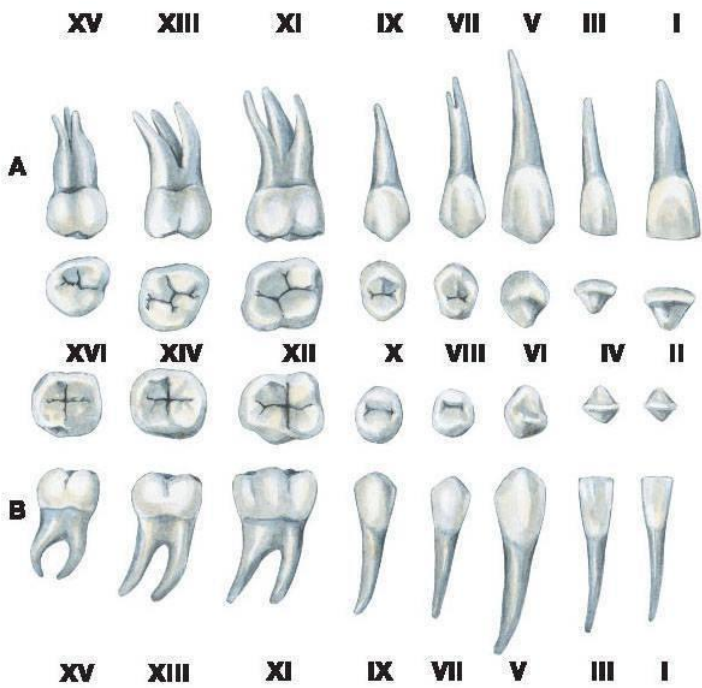 XV XIII XI IX VII V III I
A
XVI XIV XII X VIII VI IV II
B
XV XIII XI IX VII V III I